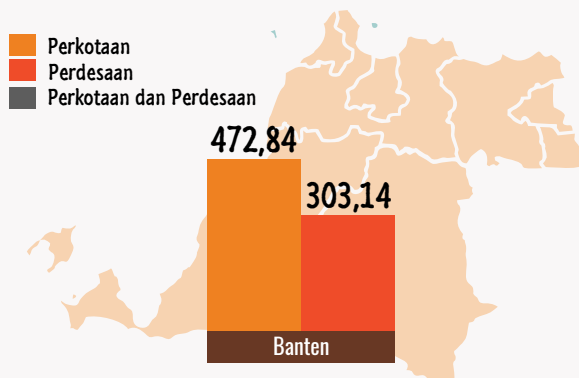 Perkotaan
Perdesaan
Perkotaan dan Perdesaan
472,84
303,14
Banten